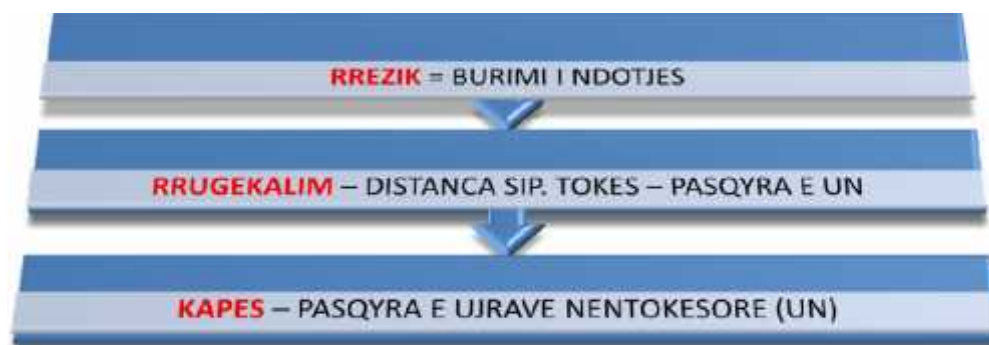 RREZIK = BURIMI I NDOTJES
RRUGEKALIM – DISTANCA SIP. TOKES – PASQYRA E UN
KAPES – PASQYRA E UJRAVE NENTOKESORE (UN)